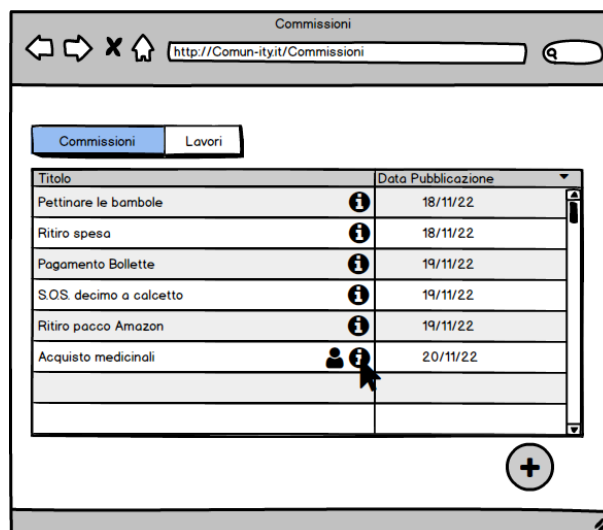 Commissioni
http://Comun-ity.it/Commissioni
Commissioni Lavori
Titolo Data Pubblicazione
Pettinare le bambole 18/11/22
Ritiro spesa 18/11/22
Pagamento Bollette 19/11/22
S.O.S. decimo a calcetto 19/11/22
Ritiro pacco Amazon 19/11/22
Acquisto medicinali 20/11/22